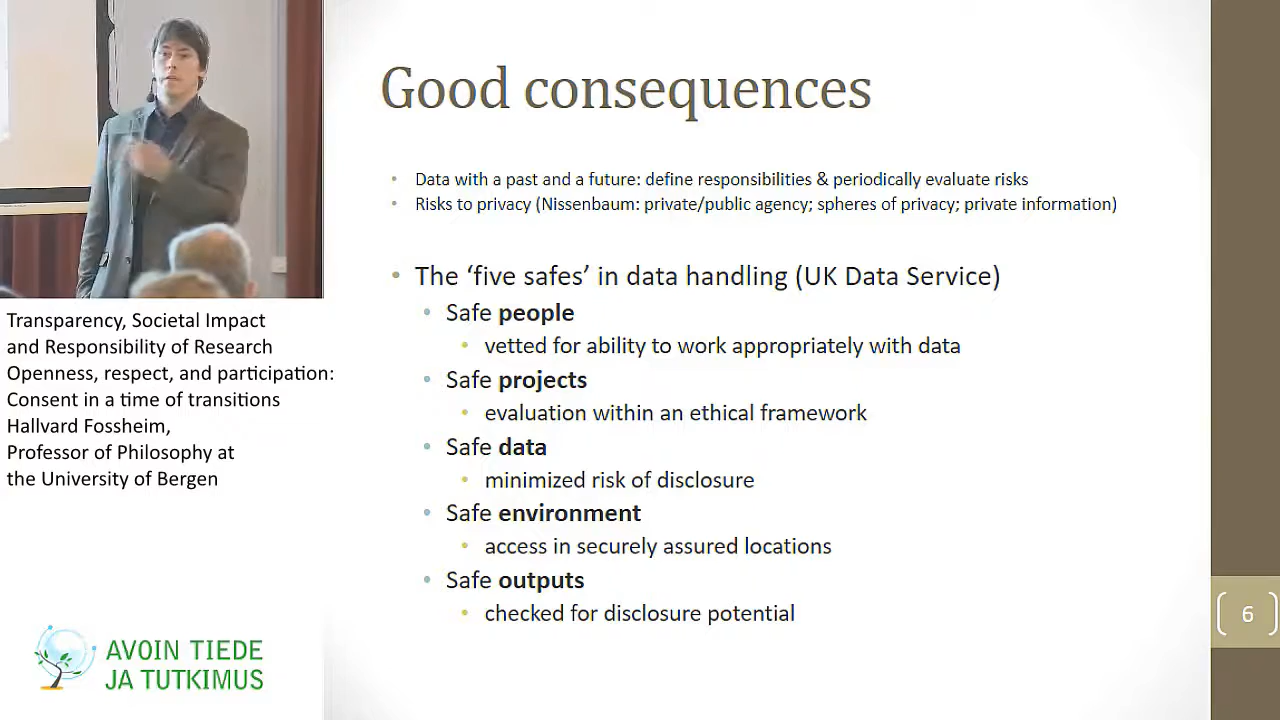 Good consequences
• Data with a past and a future: define responsibilities & periodically evaluate risks
• Risks to privacy (Nissenbaum: private/public agency; spheres of privacy; private information)
• The ‘five safes’ in data handling (UK Data Service)
• Safe people
• vetted for ability to work appropriately with data
• Safe projects
• evaluation within an ethical framework
• Safe data
• minimized risk of disclosure
• Safe environment
• access in securely assured locations
• Safe outputs
• checked for disclosure potential
6
Transparency, Societal Impact
and Responsibility of Research
Openness, respect, and participation:
Consent in a time of transitions
Hallvard Fossheim,
Professor of Philosophy at
the University of Bergen
AVOIN TIEDE
JA TUTKIMUS